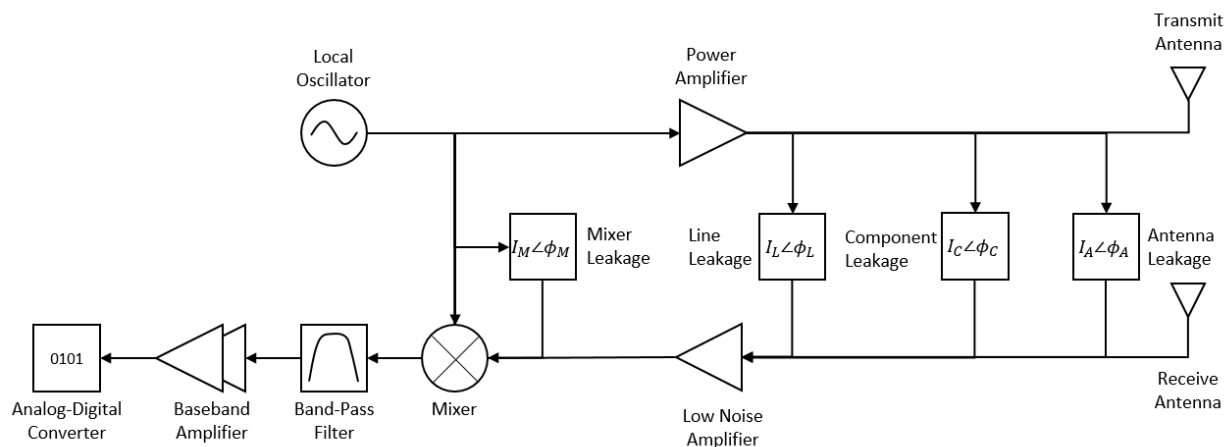 Transmit
Antenna
Local
Oscillator
Power
Amplifier
I_M∠ϕ_M
Mixer
Leakage
Line
Leakage
I_L∠ϕ_L
Component
Leakage
I_C∠ϕ_C
I_A∠ϕ_A
Antenna
Leakage
0101
Analog-Digital
Converter
Baseband
Amplifier
Band-Pass
Filter
Mixer
Low Noise
Amplifier
Receive
Antenna